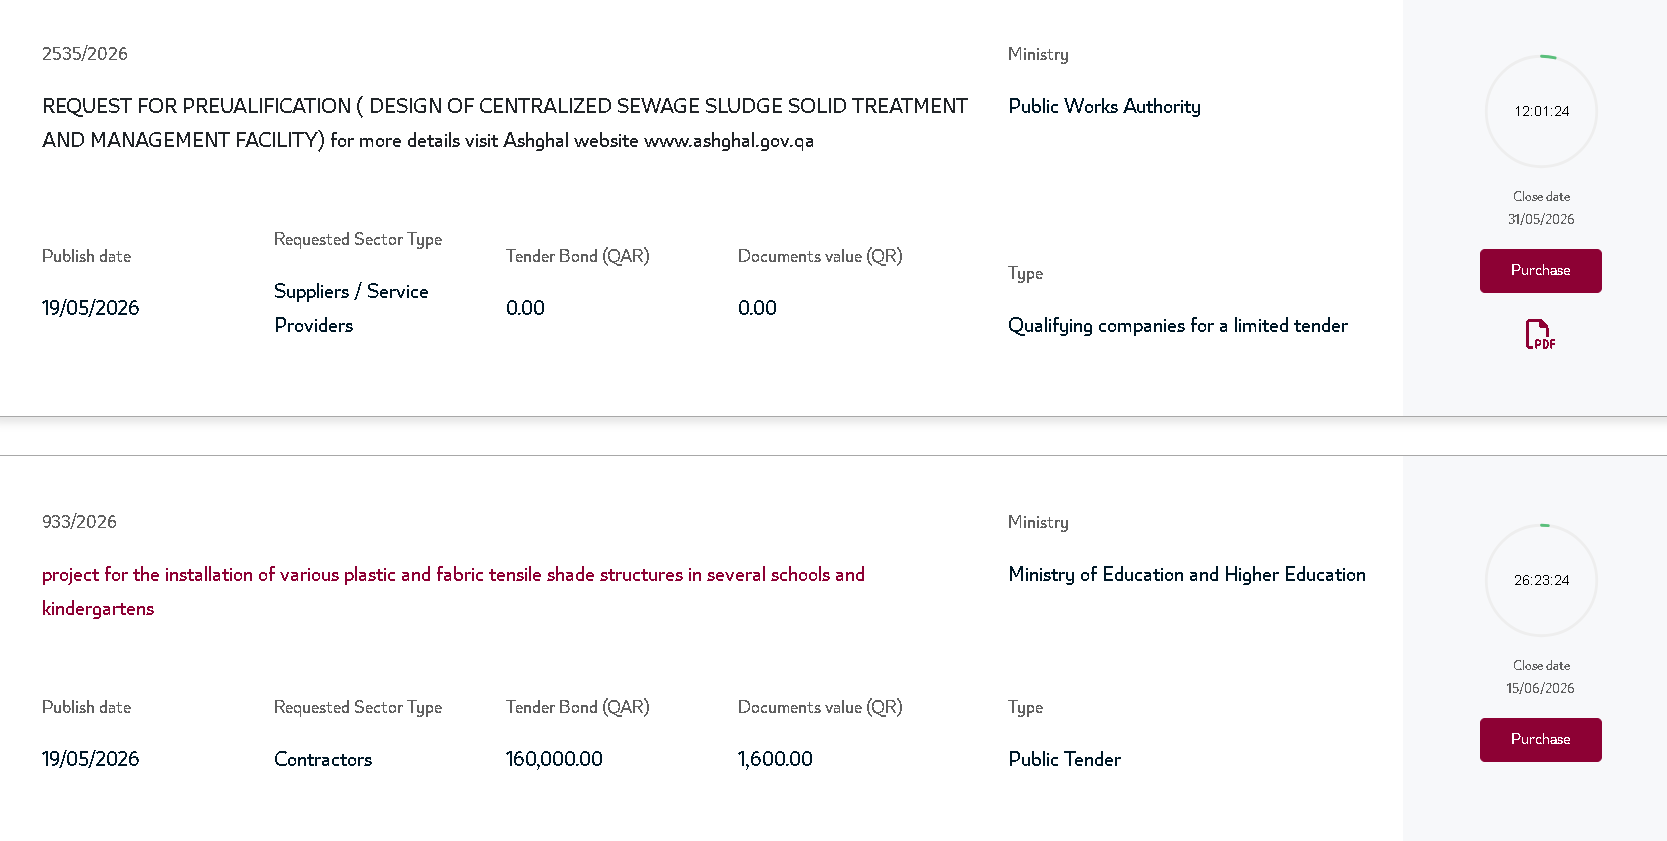 2535/2026
Ministry
REQUEST FOR PREUALIFICATION ( DESIGN OF CENTRALIZED SEWAGE SLUDGE SOLID TREATMENT
AND MANAGEMENT FACILITY) for more details visit Ashghal website www.ashghal.gov.qa
Public Works Authority
12:01:24
Close date
31/05/2026
Purchase
PDF
Publish date
19/05/2026
Requested Sector Type
Suppliers / Service
Providers
Tender Bond (QAR)
0.00
Documents value (QR)
0.00
Type
Qualifying companies for a limited tender
933/2026
Ministry
project for the installation of various plastic and fabric tensile shade structures in several schools and
kindergartens
Ministry of Education and Higher Education
26:23:24
Close date
15/06/2026
Purchase
Publish date
19/05/2026
Requested Sector Type
Contractors
Tender Bond (QAR)
160,000.00
Documents value (QR)
1,600.00
Type
Public Tender